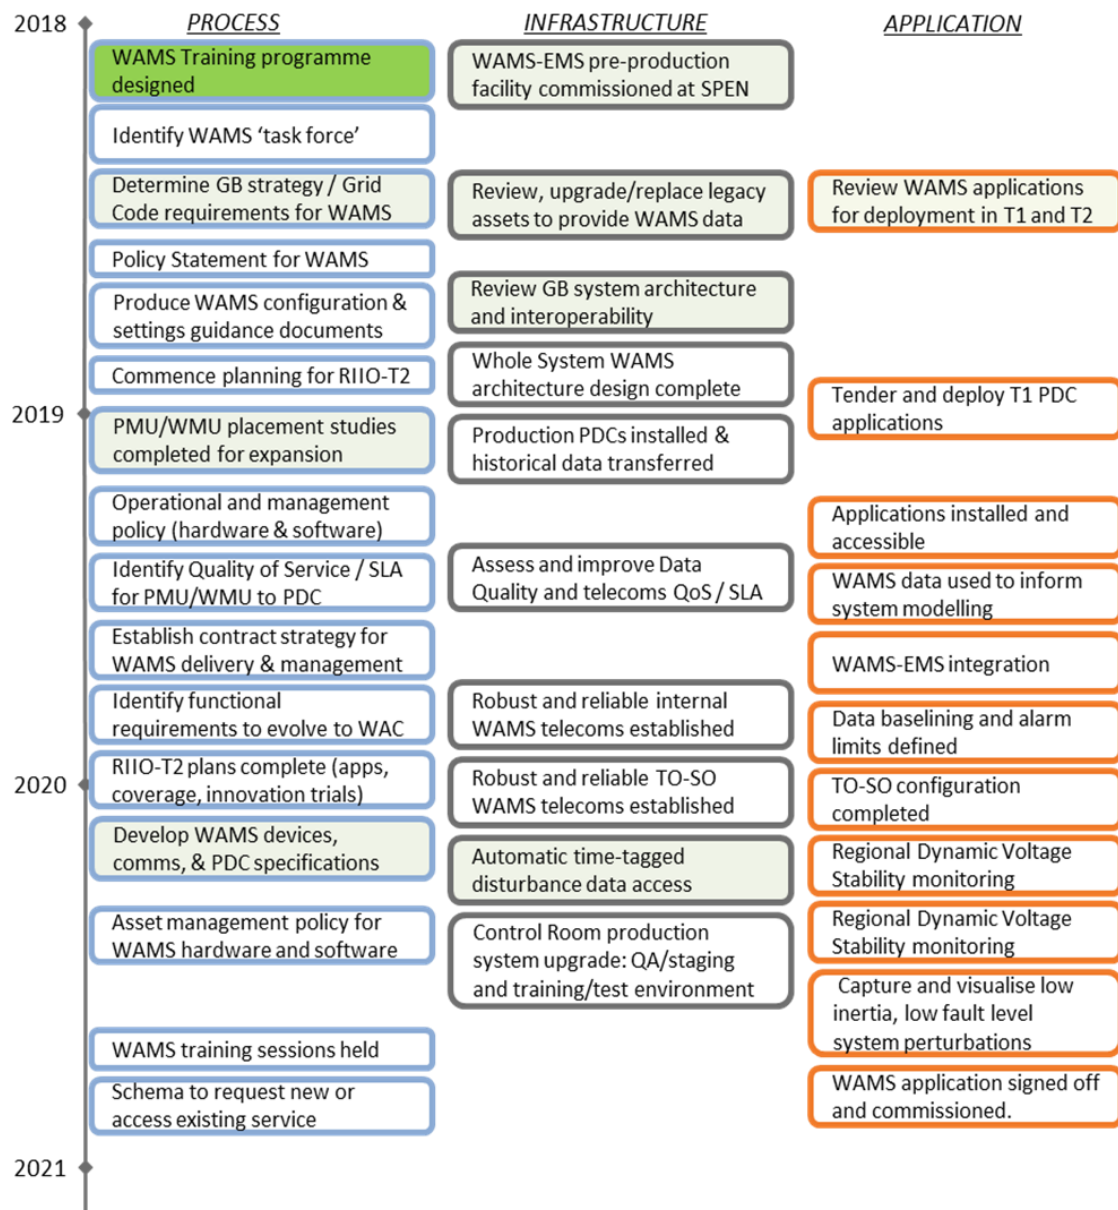 2018
PROCESS
INFRASTRUCTURE
APPLICATION
WAMS Training programme
designed
WAMS-EMS pre-production
facility commissioned at SPEN
Identify WAMS ‘task force’
Determine GB strategy / Grid
Code requirements for WAMS
Review, upgrade/replace legacy
assets to provide WAMS data
Review WAMS applications
for deployment in T1 and T2
Policy Statement for WAMS
Produce WAMS configuration &
settings guidance documents
Review GB system architecture
and interoperability
Commence planning for RIIO-T2
Whole System WAMS
architecture design complete
2019
Tender and deploy T1 PDC
applications
PMU/WMU placement studies
completed for expansion
Production PDCs installed &
historical data transferred
Operational and management
policy (hardware & software)
Applications installed and
accessible
Identify Quality of Service / SLA
for PMU/WMU to PDC
Assess and improve Data
Quality and telecoms QoS / SLA
WAMS data used to inform
system modelling
Establish contract strategy for
WAMS delivery & management
WAMS-EMS integration
Identify functional
requirements to evolve to WAC
Robust and reliable internal
WAMS telecoms established
Data baselining and alarm
limits defined
2020
RIIO-T2 plans complete (apps,
coverage, innovation trials)
Robust and reliable TO-SO
WAMS telecoms established
TO-SO configuration
completed
Develop WAMS devices,
comms, & PDC specifications
Automatic time-tagged
disturbance data access
Regional Dynamic Voltage
Stability monitoring
Asset management policy for
WAMS hardware and software
Control Room production
system upgrade: QA/staging
and training/test environment
Regional Dynamic Voltage
Stability monitoring
Capture and visualise low
inertia, low fault level
system perturbations
WAMS training sessions held
Schema to request new or
access existing service
WAMS application signed off
and commissioned.
2021